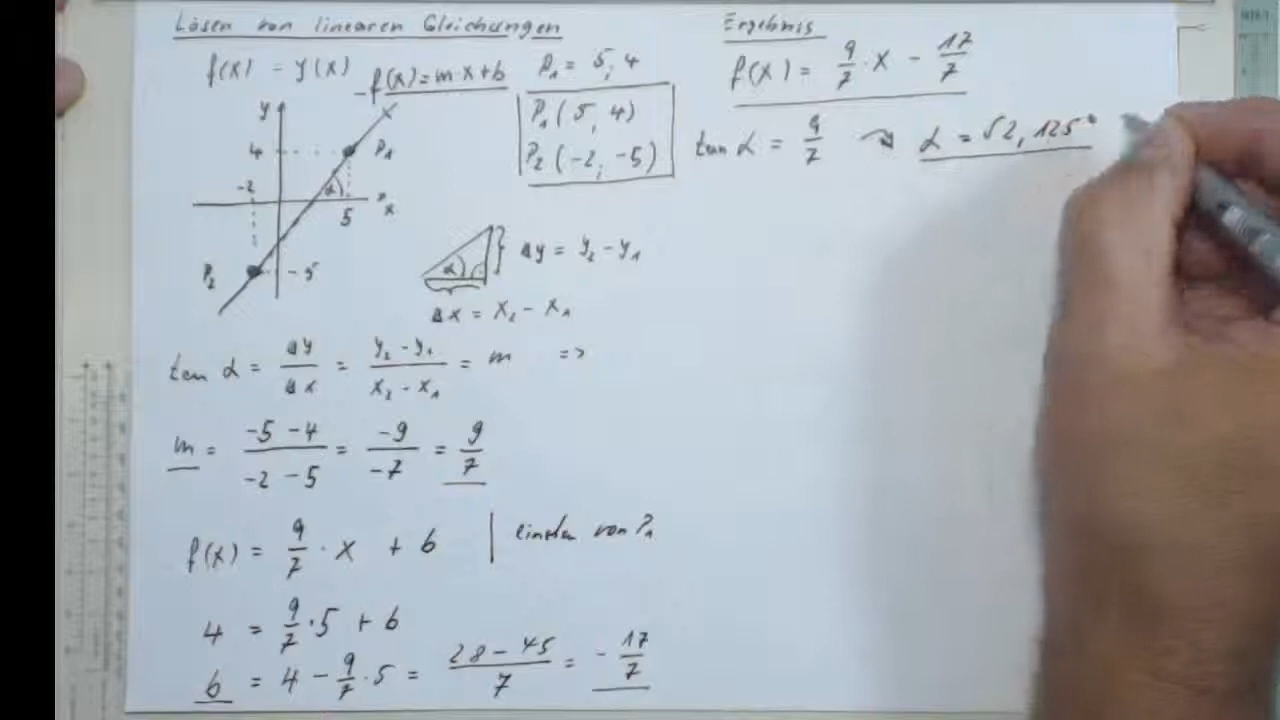 Lösen von linearen Gleichungen
f(x) = y(x)
f(x) = m·x+b
P₁ = 5, 4
P₁ (5, 4)
P₂ (-2, -5)
y
4
P₁
-2
α
5
x
P₂
-5
α
Δy = y₂ - y₁
Δx = x₂ - x₁
tan α = Δy/Δx = (y₂ - y₁)/(x₂ - x₁) = m =>
m = (-5 - 4)/(-2 - 5) = -9/-7 = 9/7
f(x) = 9/7 · x + b | einsetzen von P₁
4 = 9/7 · 5 + b
b = 4 - 9/7 · 5 = (28 - 45)/7 = - 17/7
Ergebnis
f(x) = 9/7 · x - 17/7
tan α = 9/7 ↝ α = 52,125°